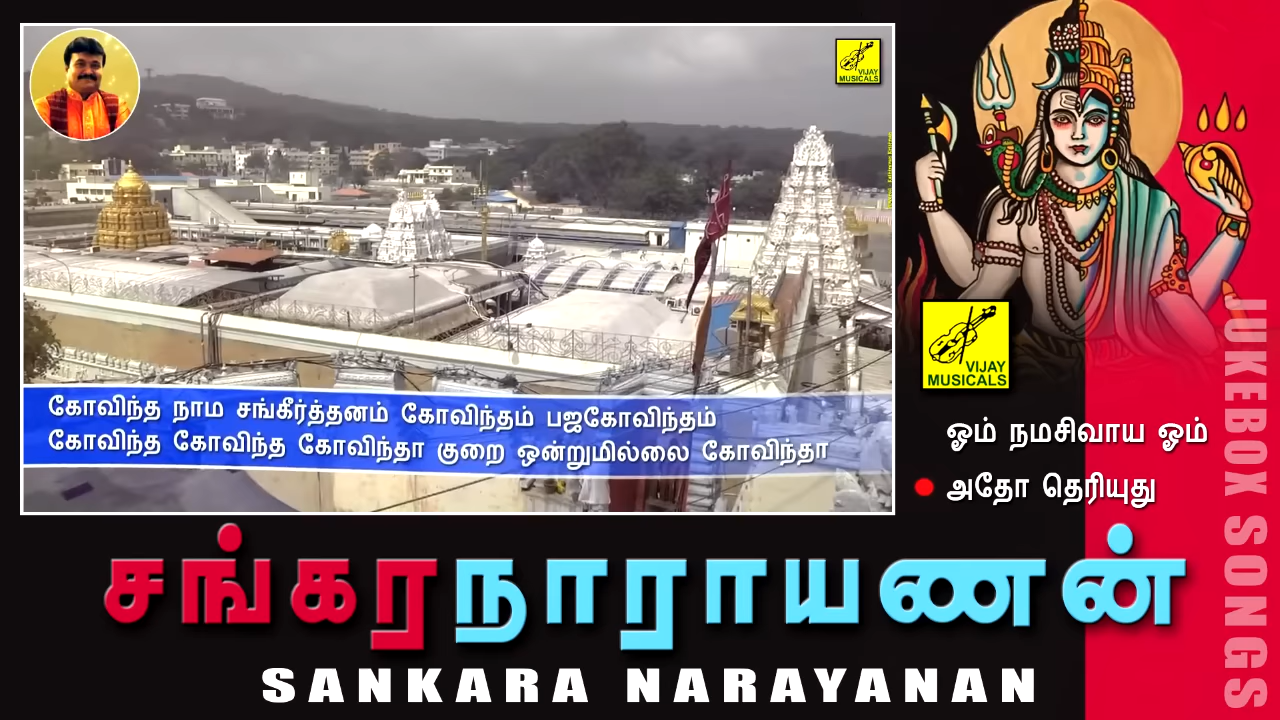 VIJAY
MUSICALS
கோவிந்த நாம சங்கீர்த்தனம் கோவிந்தம் பஜகோவிந்தம்
கோவிந்த கோவிந்த கோவிந்தா குறை ஒன்றுமில்லை கோவிந்தா
VIJAY
MUSICALS
ஓம் நமசிவாய ஓம்
அதோ தெரியுது
JUKEBOX SONGS
சங்கரநாராயணன்
SANKARA NARAYANAN